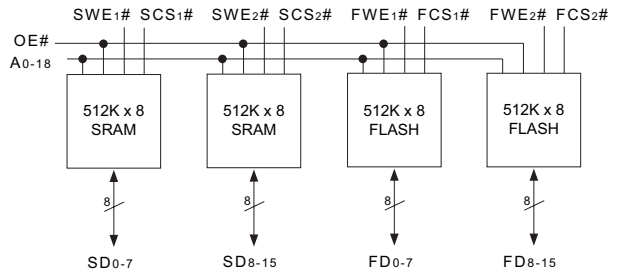 SWE1# SCS1# SWE2# SCS2# FWE1# FCS1# FWE2# FCS2#
OE#
A0-18
512K x 8 512K x 8 512K x 8 512K x 8
SRAM SRAM FLASH FLASH
8 8 8 8
SD0-7 SD8-15 FD0-7 FD8-15